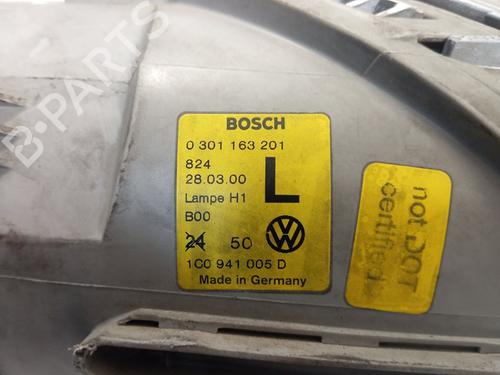 BOSCH
0 301 163 201
824
28.03.00
Lampe H1
L
B00
24 50
1C0 941 005 D
Made in Germany
not DOT
certified
B-PARTS